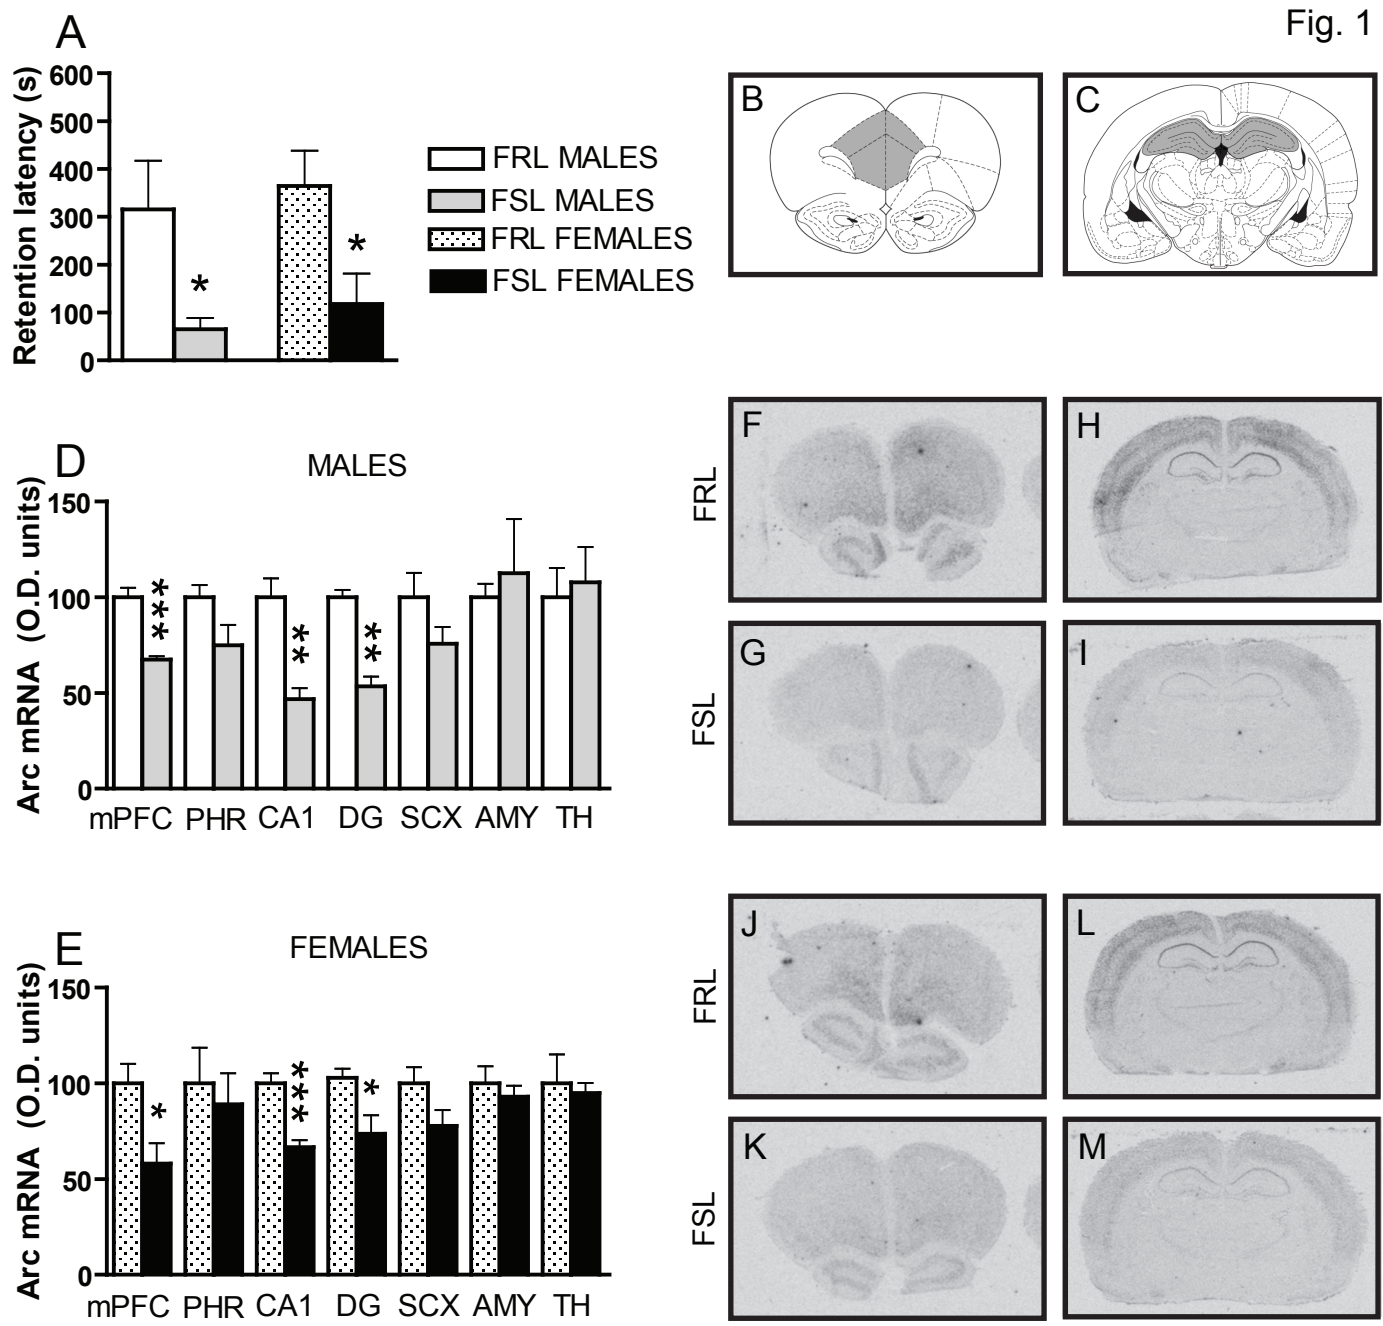 Fig. 1
A
Retention latency (s)
600
500
400
300
200
100
0
*
*
FRL MALES
FSL MALES
FRL FEMALES
FSL FEMALES
B
C
D
MALES
Arc mRNA (O.D. units)
150
100
50
0
***
**
**
mPFC PHR CA1 DG SCX AMY TH
E
FEMALES
Arc mRNA (O.D. units)
150
100
50
0
*
***
*
mPFC PHR CA1 DG SCX AMY TH
FRL
F
H
FSL
G
I
FRL
J
L
FSL
K
M